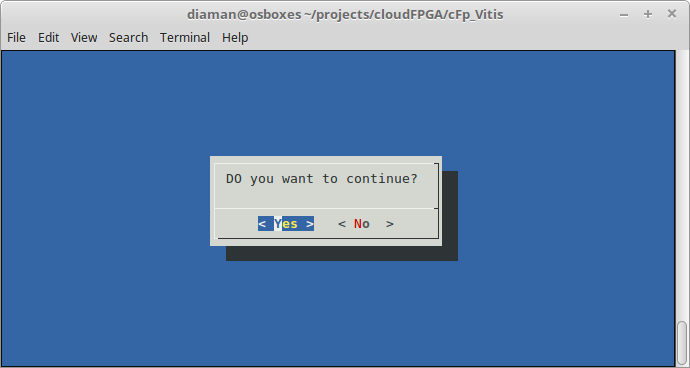 diaman@osboxes ~/projects/cloudFPGA/cFp_Vitis
File Edit View Search Terminal Help
DO you want to continue?
< Yes > < No >